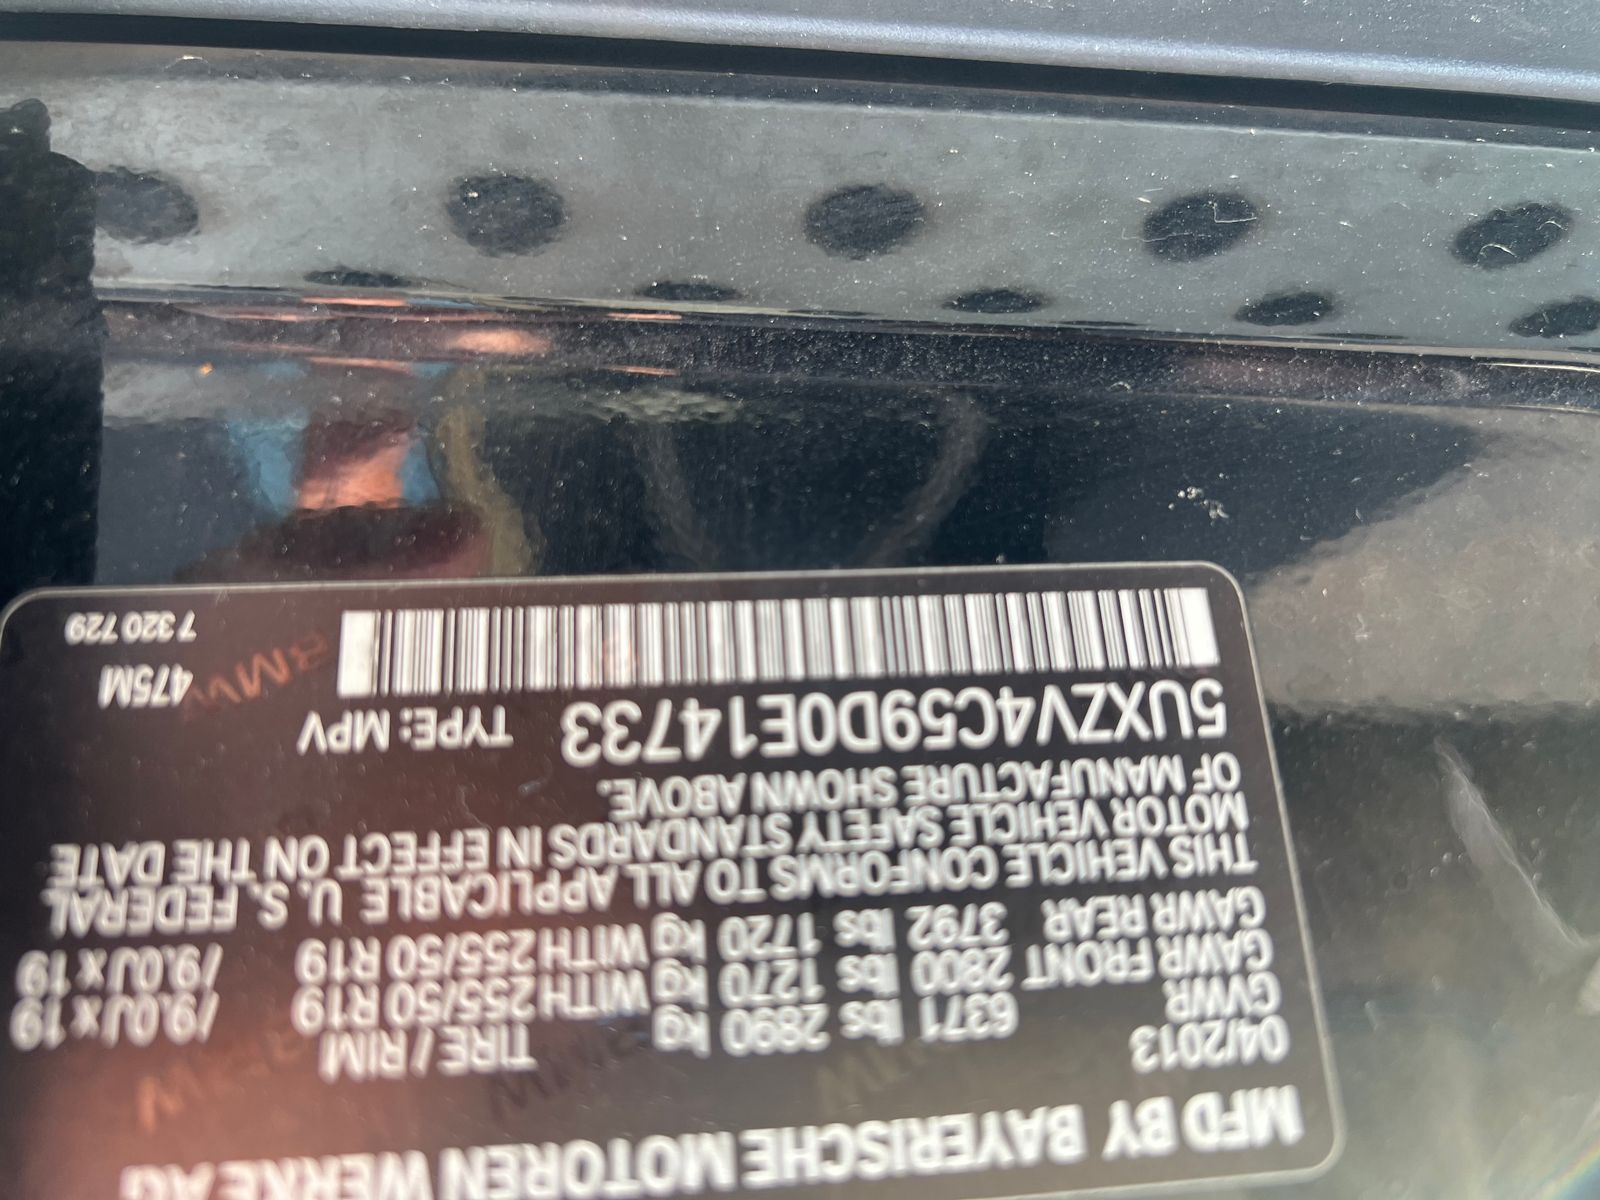 MFD BY BAYERISCHE MOTOREN WERKE AG
04/2013 TIRE / RIM
GVWR 6371 lbs 2890 kg
GAWR FRONT 2800 lbs 1270 kg WITH 255/50 R19 /9.0J x 19
GAWR REAR 3792 lbs 1720 kg WITH 255/50 R19 /9.0J x 19
THIS VEHICLE CONFORMS TO ALL APPLICABLE U.S. FEDERAL
MOTOR VEHICLE SAFETY STANDARDS IN EFFECT ON THE DATE
OF MANUFACTURE SHOWN ABOVE.
5UXZV4C59D0E14733 TYPE: MPV
475M
7 320 729